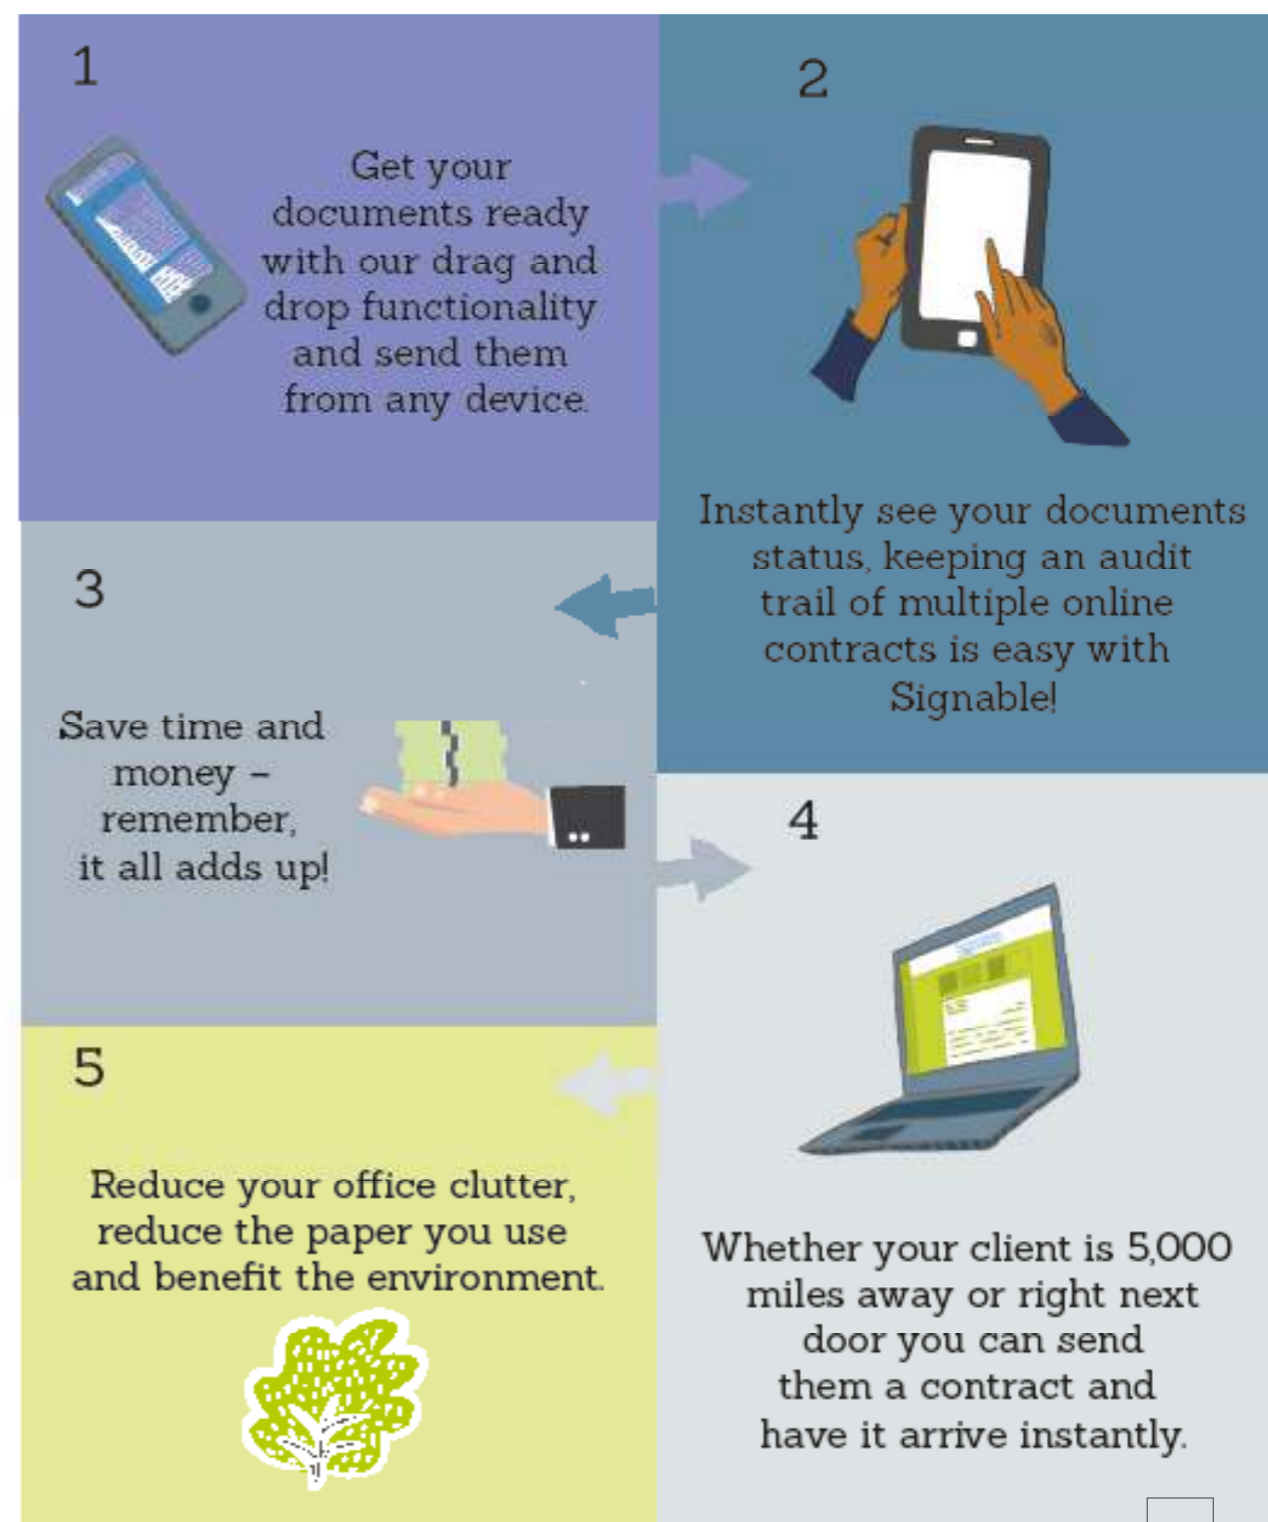 1
Get your
documents ready
with our drag and
drop functionality
and send them
from any device.
2
Instantly see your documents
status, keeping an audit
trail of multiple online
contracts is easy with
Signable!
3
Save time and
money –
remember,
it all adds up!
4
Whether your client is 5,000
miles away or right next
door you can send
them a contract and
have it arrive instantly.
5
Reduce your office clutter,
reduce the paper you use
and benefit the environment.